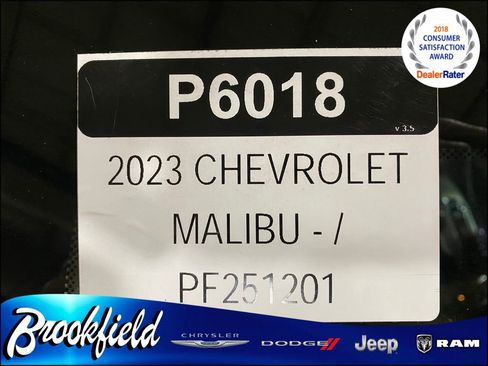 2018
CONSUMER
SATISFACTION
AWARD
DealerRater
P6018
v 3.5
2023 CHEVROLET
MALIBU - /
PF251201
Brookfield
CHRYSLER
DODGE
Jeep
RAM